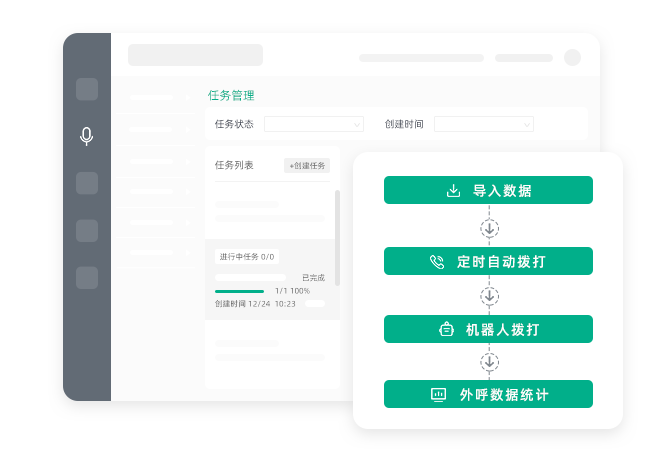 任务管理
任务状态
创建时间
任务列表
+创建任务
进行中任务 0/0
已完成
1/1 100%
创建时间 12/24 10:23
导入数据
定时自动拨打
机器人拨打
外呼数据统计